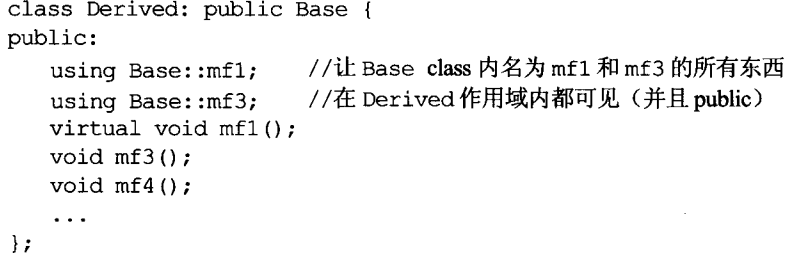 class Derived: public Base {
public:
using Base::mf1; //让 Base class 内名为 mf1 和 mf3 的所有东西
using Base::mf3; //在 Derived 作用域内都可见（并且 public）
virtual void mf1();
void mf3();
void mf4();
...
};